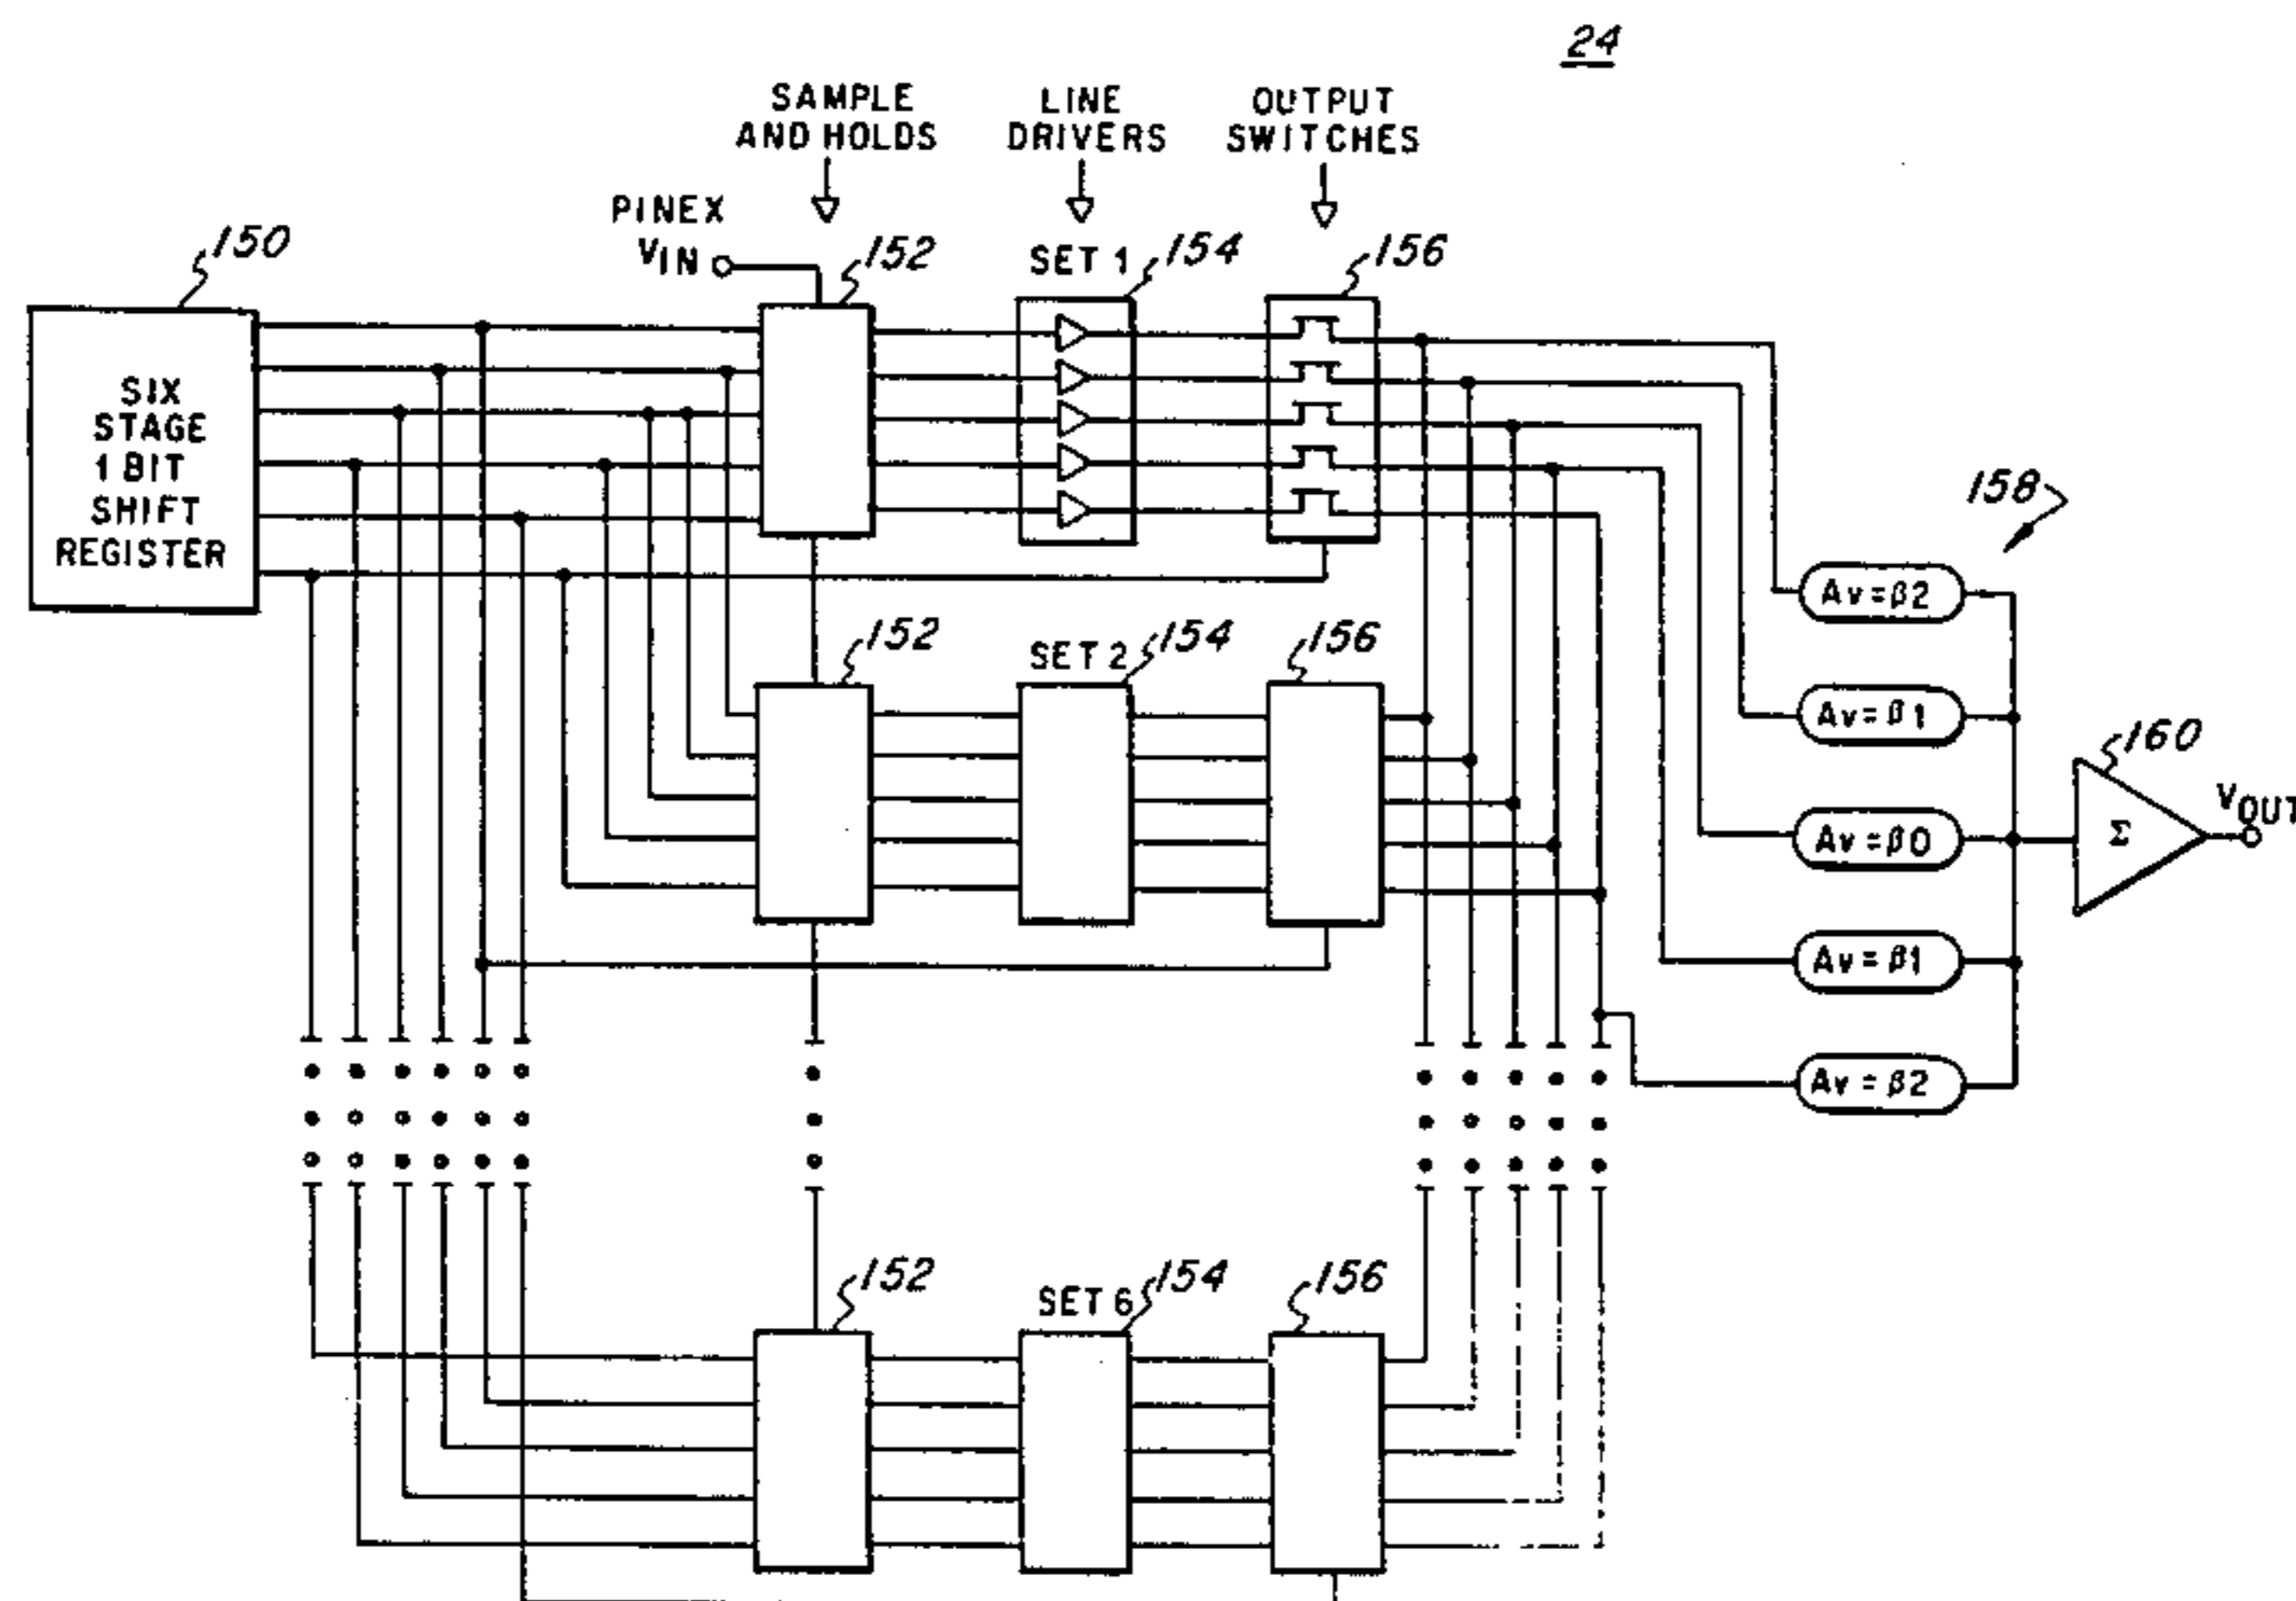 24
SAMPLE
AND HOLDS
LINE
DRIVERS
OUTPUT
SWITCHES
PINEX
VIN
150
152
SET 1
154
156
SIX
STAGE
1 BIT
SHIFT
REGISTER
158
Av=β2
152
SET 2
154
156
Av=β1
160
Av=β0
Σ
VOUT
Av=β1
Av=β2
152
SET 6
154
156